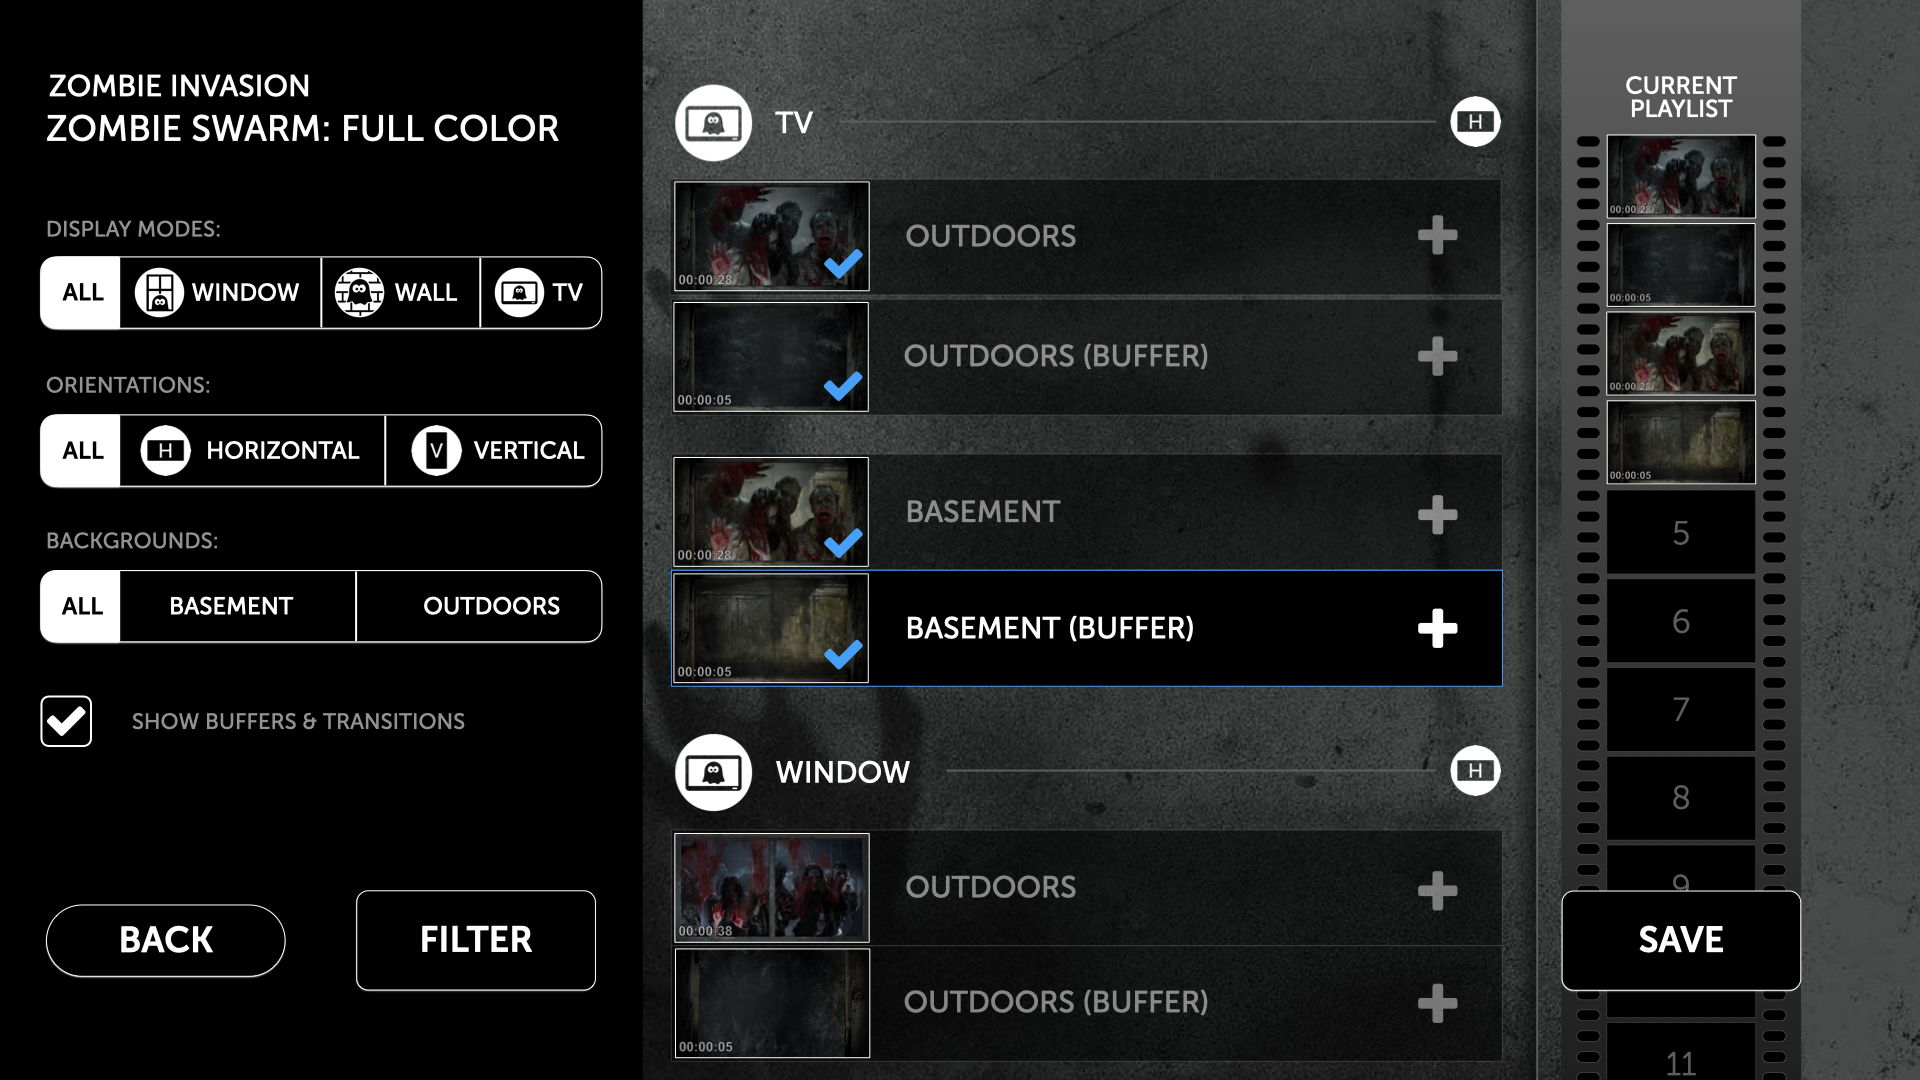 ZOMBIE INVASION
ZOMBIE SWARM: FULL COLOR
DISPLAY MODES:
ALL
WINDOW
WALL
TV
ORIENTATIONS:
ALL
H
HORIZONTAL
V
VERTICAL
BACKGROUNDS:
ALL
BASEMENT
OUTDOORS
SHOW BUFFERS & TRANSITIONS
BACK
FILTER
TV
H
00:00:28
OUTDOORS
00:00:05
OUTDOORS (BUFFER)
00:00:28
BASEMENT
00:00:05
BASEMENT (BUFFER)
WINDOW
H
00:00:38
OUTDOORS
00:00:05
OUTDOORS (BUFFER)
CURRENT
PLAYLIST
00:00:28
00:00:05
00:00:28
00:00:05
5
6
7
8
9
SAVE
11